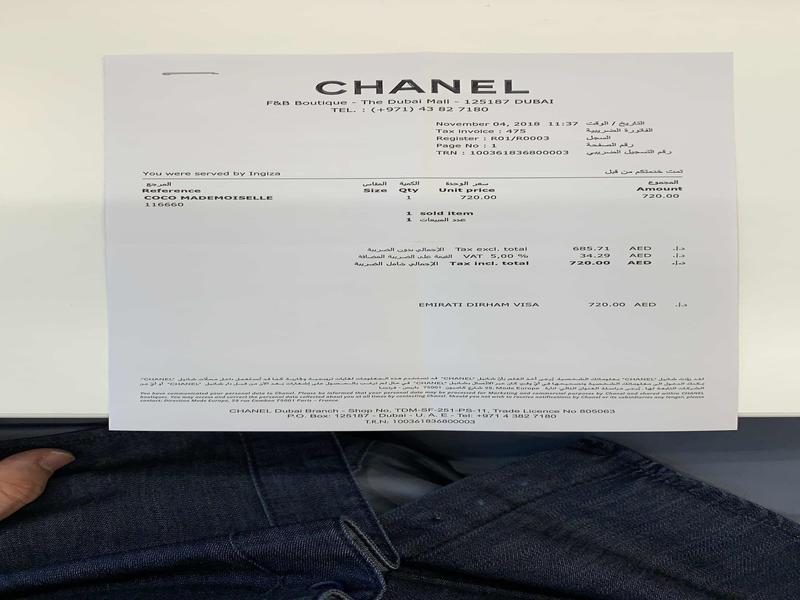 CHANEL
F&B Boutique - The Dubai Mall - 125187 DUBAI
TEL. : (+971) 43 82 7180
November 04, 2018 11:37 التاريخ / الوقت
Tax invoice : 475 الفاتورة الضريبية
Register : R01/R0003 السجل
Page No : 1 رقم الصفحة
TRN : 100361836800003 رقم التسجيل الضريبي
You were served by Ingiza تمت خدمتكم من قبل
المرجع المقاس الكمية سعر الوحدة المجموع
Reference Size Qty Unit price Amount
COCO MADEMOISELLE 1 720.00 720.00
116660
1 sold item
1 عدد المبيعات
الإجمالي بدون الضريبة Tax excl. total 685.71 AED د.إ.
القيمة على الضريبة المضافة VAT 5,00 % 34.29 AED د.إ.
الإجمالي شامل الضريبة Tax incl. total 720.00 AED د.إ.
EMIRATI DIRHAM VISA 720.00 AED د.إ.
You have communicated your personal data to Chanel. Please be informed that such information may be processed for Marketing and commercial purposes by Chanel and shared within CHANEL
boutiques. You may access and correct the personal data collected about you at all times by contacting Chanel. Should you not wish to receive notifications by Chanel or its subsidiaries any longer, please
contact: Direction Mode Europe, 25 rue Cambon 75001 Paris – France
CHANEL Dubai Branch - Shop No, TDM-SF-251-PS-11, Trade Licence No 805063
P.O. Box: 125187 - Dubai - U. A. E - Tel: +971 4 382 7180
T.R.N: 100361836800003